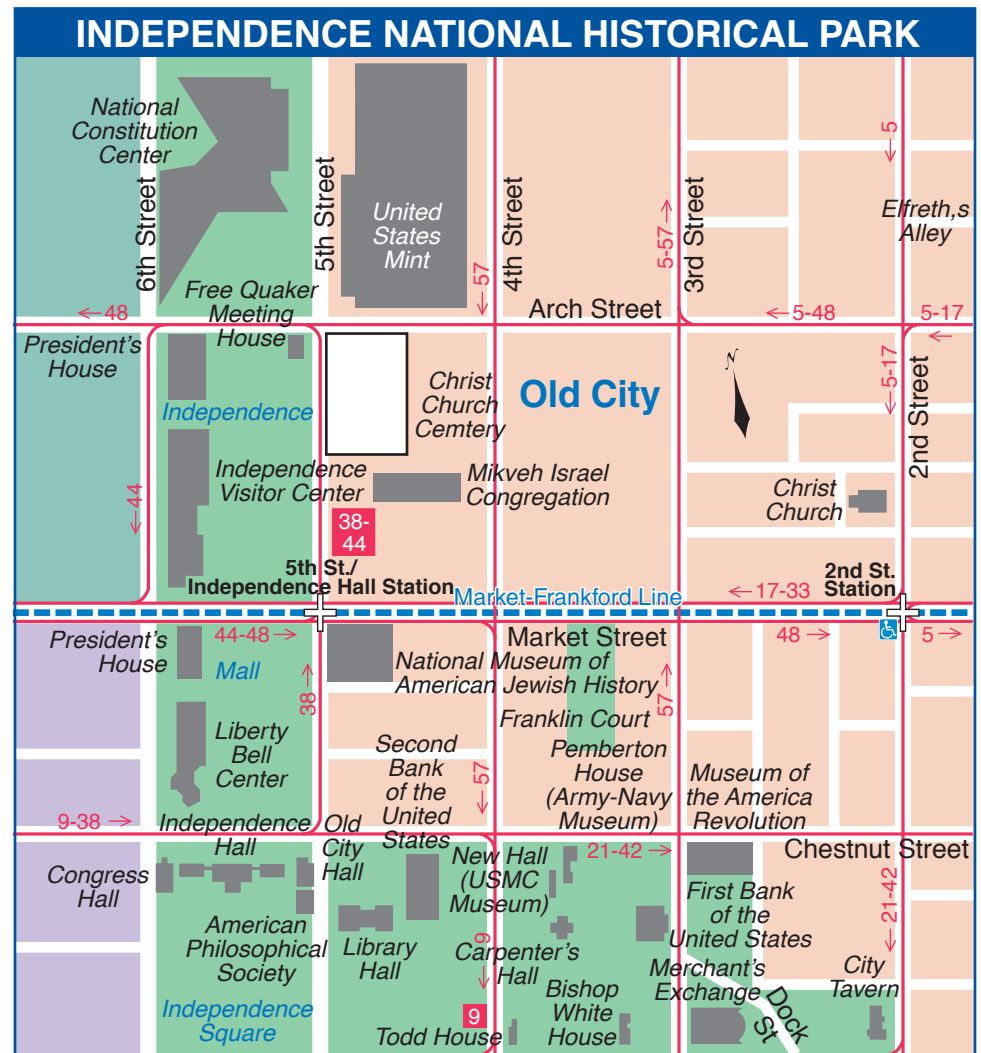 INDEPENDENCE NATIONAL HISTORICAL PARK
National
Constitution
Center
6th Street
5th Street
United
States
Mint
57
4th Street
5-57
3rd Street
5
Elfreth,s
Alley
Free Quaker
Meeting
House
48
Arch Street
5-48
5-17
President's
House
Independence
Christ
Church
Cemtery
Old City
N
5-17
2nd Street
44
Independence
Visitor Center
Mikveh Israel
Congregation
Christ
Church
38-
44
5th St./
Independence Hall Station
17-33
2nd St.
Station
Market-Frankford Line
President's
House
44-48
Mall
38
Market Street
48
5
National Museum of
American Jewish History
57
Franklin Court
Liberty
Bell
Center
Second
Bank
of the
United
States
57
Pemberton
House
(Army-Navy
Museum)
Museum of
the America
Revolution
9-38
Independence
Hall
Old
City
Hall
Chestnut Street
Congress
Hall
New Hall
(USMC
Museum)
21-42
First Bank
of the
United States
21-42
American
Philosophical
Society
Library
Hall
9
Carpenter's
Hall
Merchant's
Exchange
City
Tavern
Independence
Square
9
Todd House
Bishop
White
House
Dock
St